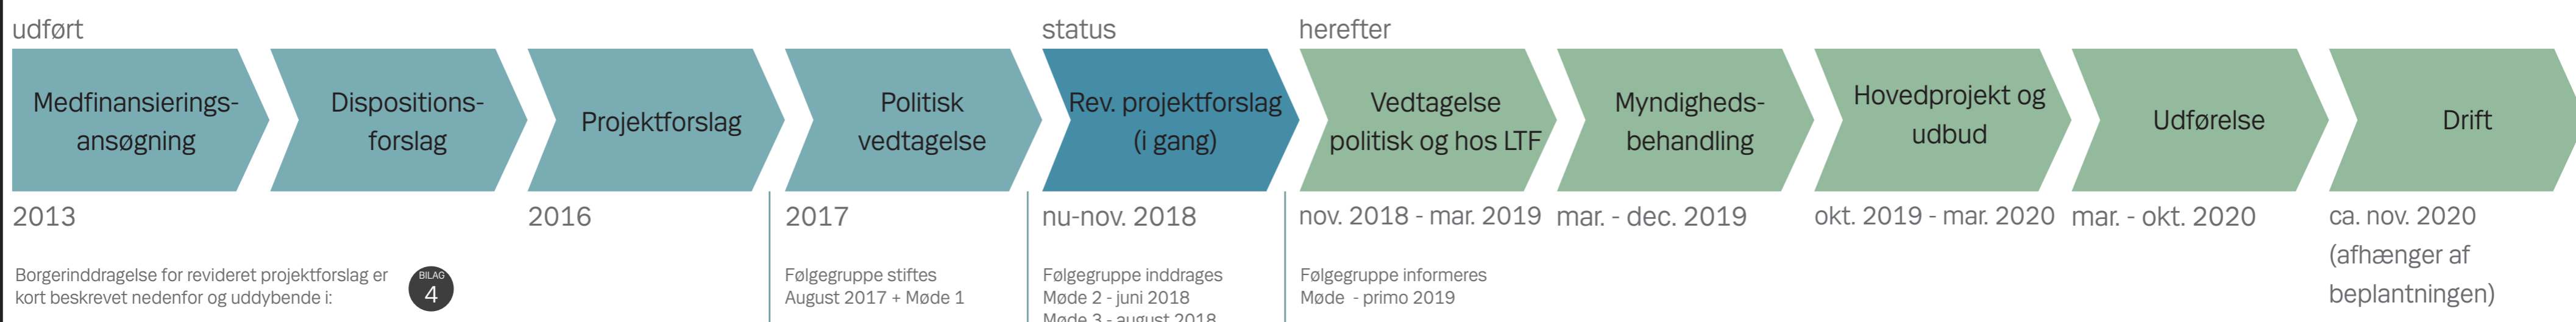 udført
status
herefter
Medfinansierings-
ansøgning
Dispositions-
forslag
Projektforslag
Politisk
vedtagelse
Rev. projektforslag
(i gang)
Vedtagelse
politisk og hos LTF
Myndigheds-
behandling
Hovedprojekt og
udbud
Udførelse
Drift
2013
2016
2017
nu-nov. 2018
nov. 2018 - mar. 2019
mar. - dec. 2019
okt. 2019 - mar. 2020
mar. - okt. 2020
ca. nov. 2020
(afhænger af
beplantningen)
Borgerinddragelse for revideret projektforslag er
kort beskrevet nedenfor og uddybende i:
BILAG
4
Følgegruppe stiftes
August 2017 + Møde 1
Følgegruppe inddrages
Møde 2 - juni 2018
Møde 3 - august 2018
Følgegruppe informeres
Møde - primo 2019